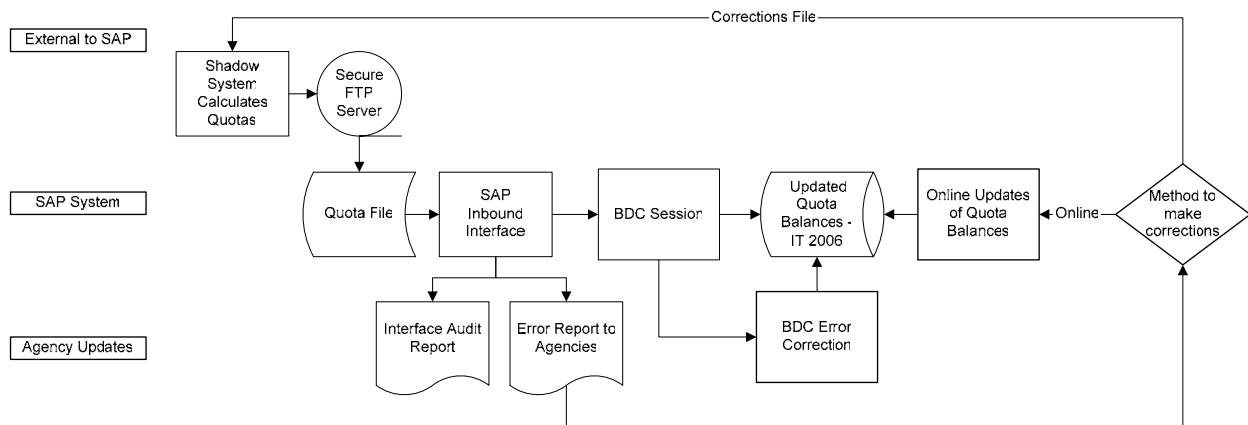 Corrections File
External to SAP
Shadow
System
Calculates
Quotas
Secure
FTP
Server
SAP System
Quota File
SAP
Inbound
Interface
BDC Session
Updated
Quota
Balances -
IT 2006
Online Updates
of Quota
Balances
Online
Method to
make
corrections
Agency Updates
Interface Audit
Report
Error Report to
Agencies
BDC Error
Correction